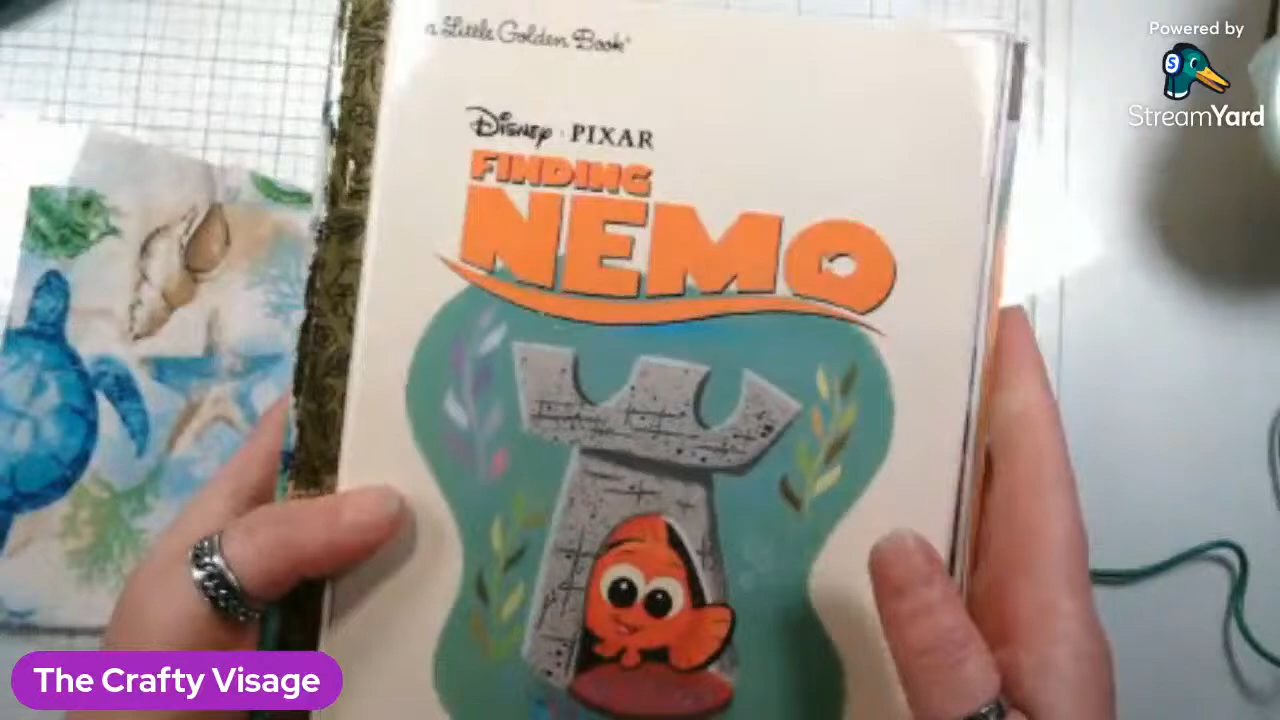 a Little Golden Book®
Disney · PIXAR
FINDING
NEMO
Powered by
StreamYard
The Crafty Visage